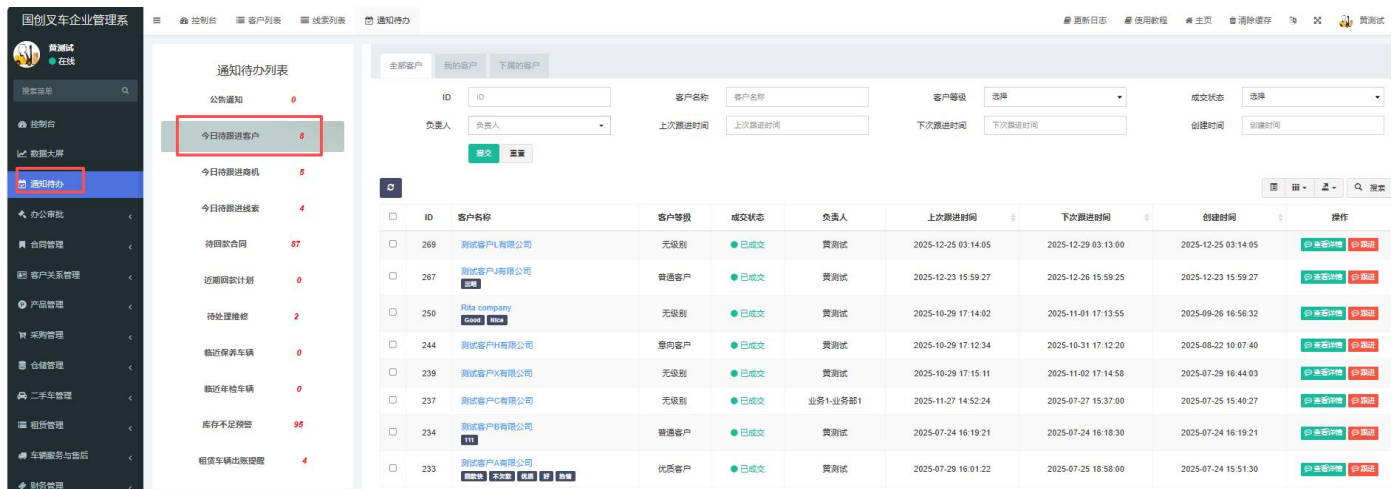 国创叉车企业管理系
控制台 客户列表 线索列表 通知待办
更新日志 使用教程 主页 清除缓存 黄测试
黄测试
在线
搜索菜单
控制台
数据大屏
通知待办
办公审批
合同管理
客户关系管理
产品管理
采购管理
仓储管理
二手车管理
租赁管理
车辆服务与售后
财务管理
通知待办列表
公告通知 0
今日待跟进客户 8
今日待跟进商机 5
今日待跟进线索 4
待回款合同 87
近期回款计划 0
待处理维修 2
临近保养车辆 0
临近年检车辆 0
库存不足预警 95
租赁车辆出账提醒 4
全部客户 我的客户 下属的客户
ID ID 客户名称 客户名称 客户等级 选择 成交状态 选择
负责人 负责人 上次跟进时间 上次跟进时间 下次跟进时间 下次跟进时间 创建时间 创建时间
提交 重置
搜索
ID 客户名称 客户等级 成交状态 负责人 上次跟进时间 下次跟进时间 创建时间 操作
269 测试客户L有限公司 无级别 已成交 黄测试 2025-12-25 03:14:05 2025-12-29 03:13:00 2025-12-25 03:14:05 查看详情 跟进
267 测试客户J有限公司 普通客户 已成交 黄测试 2025-12-23 15:59:27 2025-12-26 15:59:25 2025-12-23 15:59:27 查看详情 跟进
250 Rita company 无级别 已成交 黄测试 2025-10-29 17:14:02 2025-11-01 17:13:55 2025-09-26 16:56:32 查看详情 跟进
Good Nice
244 测试客户H有限公司 意向客户 已成交 黄测试 2025-10-29 17:12:34 2025-10-31 17:12:20 2025-08-22 10:07:40 查看详情 跟进
239 测试客户X有限公司 无级别 已成交 黄测试 2025-10-29 17:15:11 2025-11-02 17:14:58 2025-07-29 16:44:03 查看详情 跟进
237 测试客户C有限公司 无级别 已成交 业务1-业务部1 2025-11-27 14:52:24 2025-07-27 15:37:00 2025-07-25 15:40:27 查看详情 跟进
234 测试客户B有限公司 普通客户 已成交 黄测试 2025-07-24 16:19:21 2025-07-24 16:18:30 2025-07-24 16:19:21 查看详情 跟进
111
233 测试客户A有限公司 优质客户 已成交 黄测试 2025-07-29 16:01:22 2025-07-25 18:58:00 2025-07-24 15:51:30 查看详情 跟进
回款快 不欠款 优质 好 热情